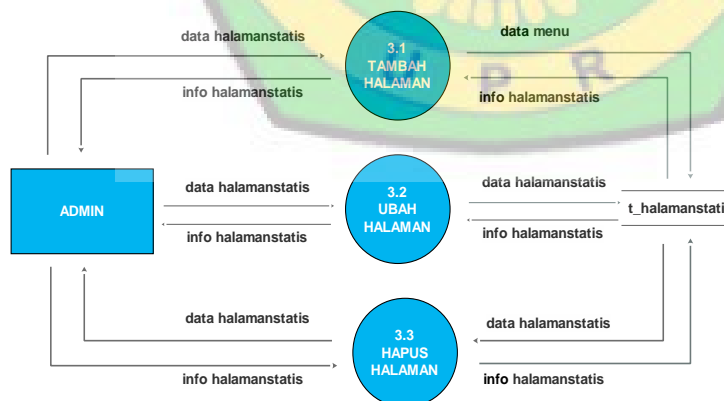 data halamanstatis
3.1
TAMBAH
HALAMAN
data menu
U P R
info halamanstatis
info halamanstatis
ADMIN
data halamanstatis
3.2
UBAH
HALAMAN
data halamanstatis
t_halamanstati
info halamanstatis
info halamanstatis
data halamanstatis
3.3
HAPUS
HALAMAN
data halamanstatis
info halamanstatis
info halamanstatis